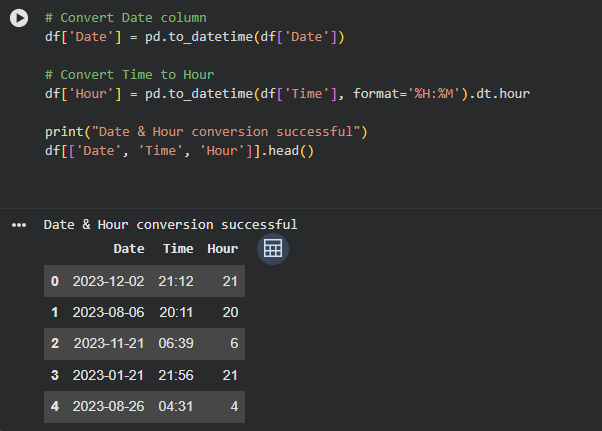 # Convert Date column
df['Date'] = pd.to_datetime(df['Date'])
# Convert Time to Hour
df['Hour'] = pd.to_datetime(df['Time'], format='%H:%M').dt.hour
print("Date & Hour conversion successful")
df[['Date', 'Time', 'Hour']].head()
Date & Hour conversion successful
Date Time Hour
0 2023-12-02 21:12 21
1 2023-08-06 20:11 20
2 2023-11-21 06:39 6
3 2023-01-21 21:56 21
4 2023-08-26 04:31 4